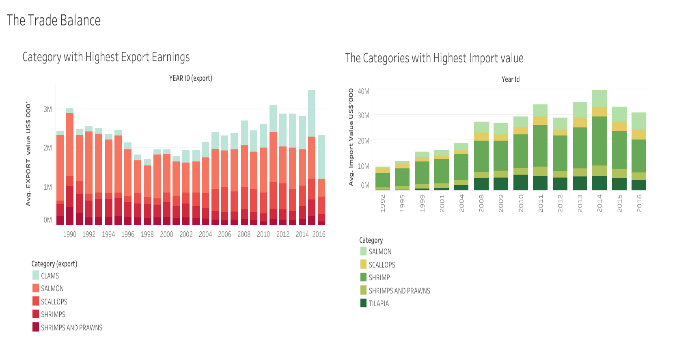 The Trade Balance
Category with Highest Export Earnings
YEAR ID (export)
Avg. EXPORT value US$ 000'
3M
2M
1M
0M
1990 1992 1994 1996 1998 2000 2002 2004 2006 2008 2010 2012 2014 2016
Category (export)
CLAMS
SALMON
SCALLOPS
SHRIMPS
SHRIMPS AND PRAWNS
The Categories with Highest Import value
Year Id
Avg. Import Value US$'000
40M
30M
20M
10M
0M
1999 2001 2004 2008 2009 2010 2011 2012 2013 2014 2015 2016
Category
SALMON
SCALLOPS
SHRIMP
SHRIMPS AND PRAWNS
TILAPIA